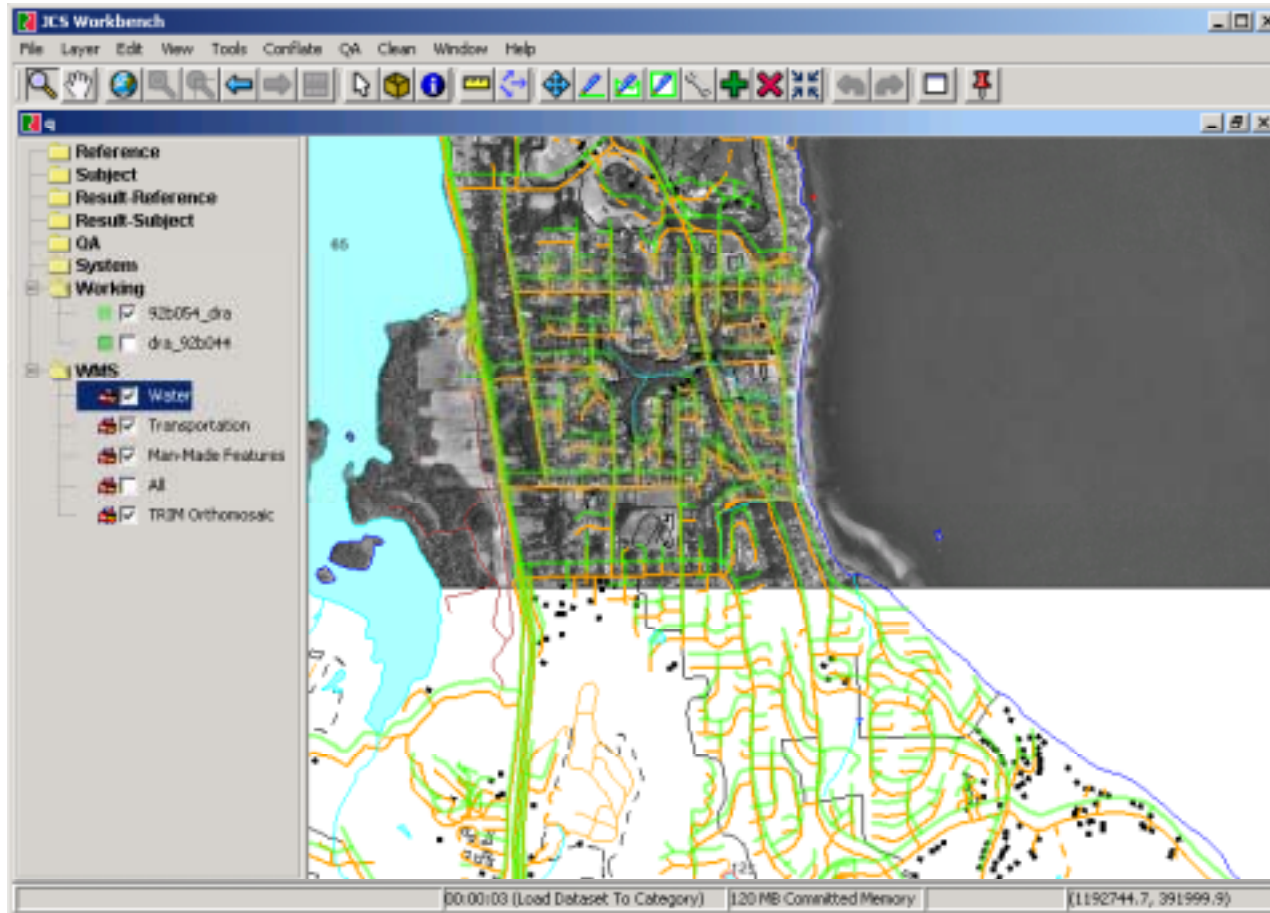 JCS Workbench
File Layer Edit View Tools Conflate QA Clean Window Help
q
Reference
Subject
Result-Reference
Result-Subject
QA
System
Working
92b054_dra
dra_92b044
WMS
Water
Transportation
Man-Made Features
All
TRIM Orthomosaic
65
125
00:00:03 (Load Dataset To Category) 120 MB Committed Memory (1192744.7, 391999.9)